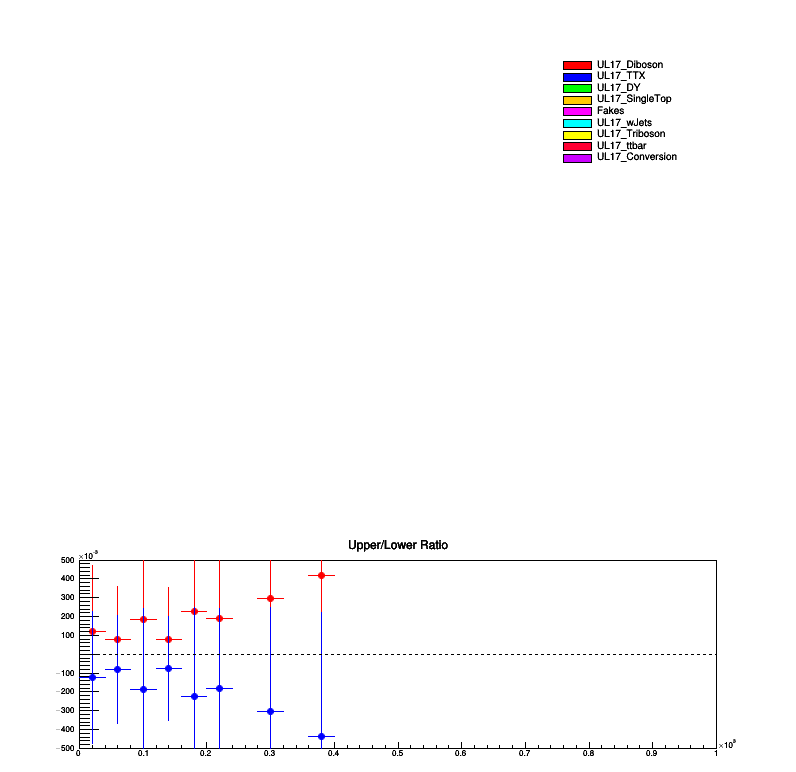 UL17_Diboson
UL17_TTX
UL17_DY
UL17_SingleTop
Fakes
UL17_wJets
UL17_Triboson
UL17_ttbar
UL17_Conversion
Upper/Lower Ratio
×10⁻³
500
400
300
200
100
−100
−200
−300
−400
−500
0 0.1 0.2 0.3 0.4 0.5 0.6 0.7 0.8 0.9 1